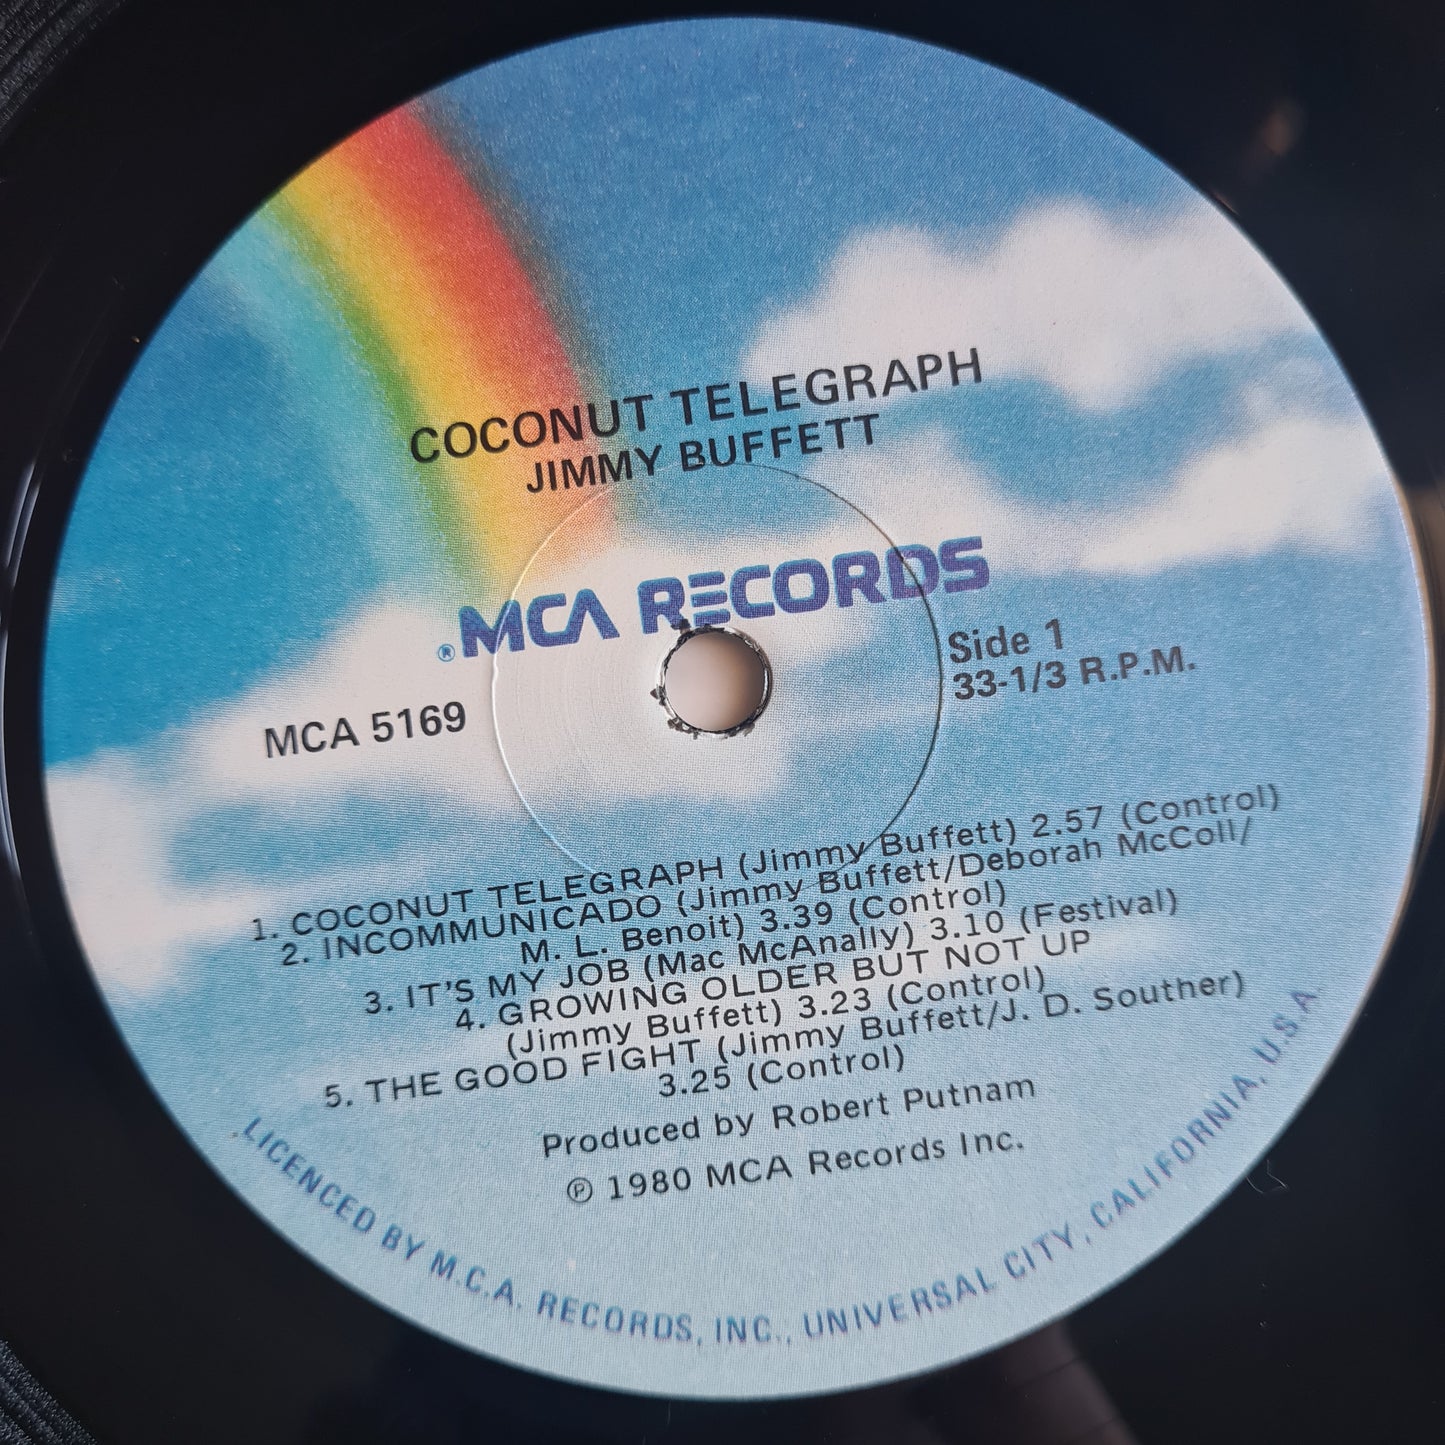 COCONUT TELEGRAPH
JIMMY BUFFETT
® MCA RECORDS
Side 1
33-1/3 R.P.M.
MCA 5169
1. COCONUT TELEGRAPH (Jimmy Buffett) 2.57 (Control)
2. INCOMMUNICADO (Jimmy Buffett/Deborah McColl/
M. L. Benoit) 3.39 (Control)
3. IT'S MY JOB (Mac McAnally) 3.10 (Festival)
4. GROWING OLDER BUT NOT UP
(Jimmy Buffett) 3.23 (Control)
5. THE GOOD FIGHT (Jimmy Buffett/J. D. Souther)
3.25 (Control)
Produced by Robert Putnam
℗ 1980 MCA Records Inc.
LICENCED BY M.C.A. RECORDS, INC., UNIVERSAL CITY, CALIFORNIA, U.S.A.